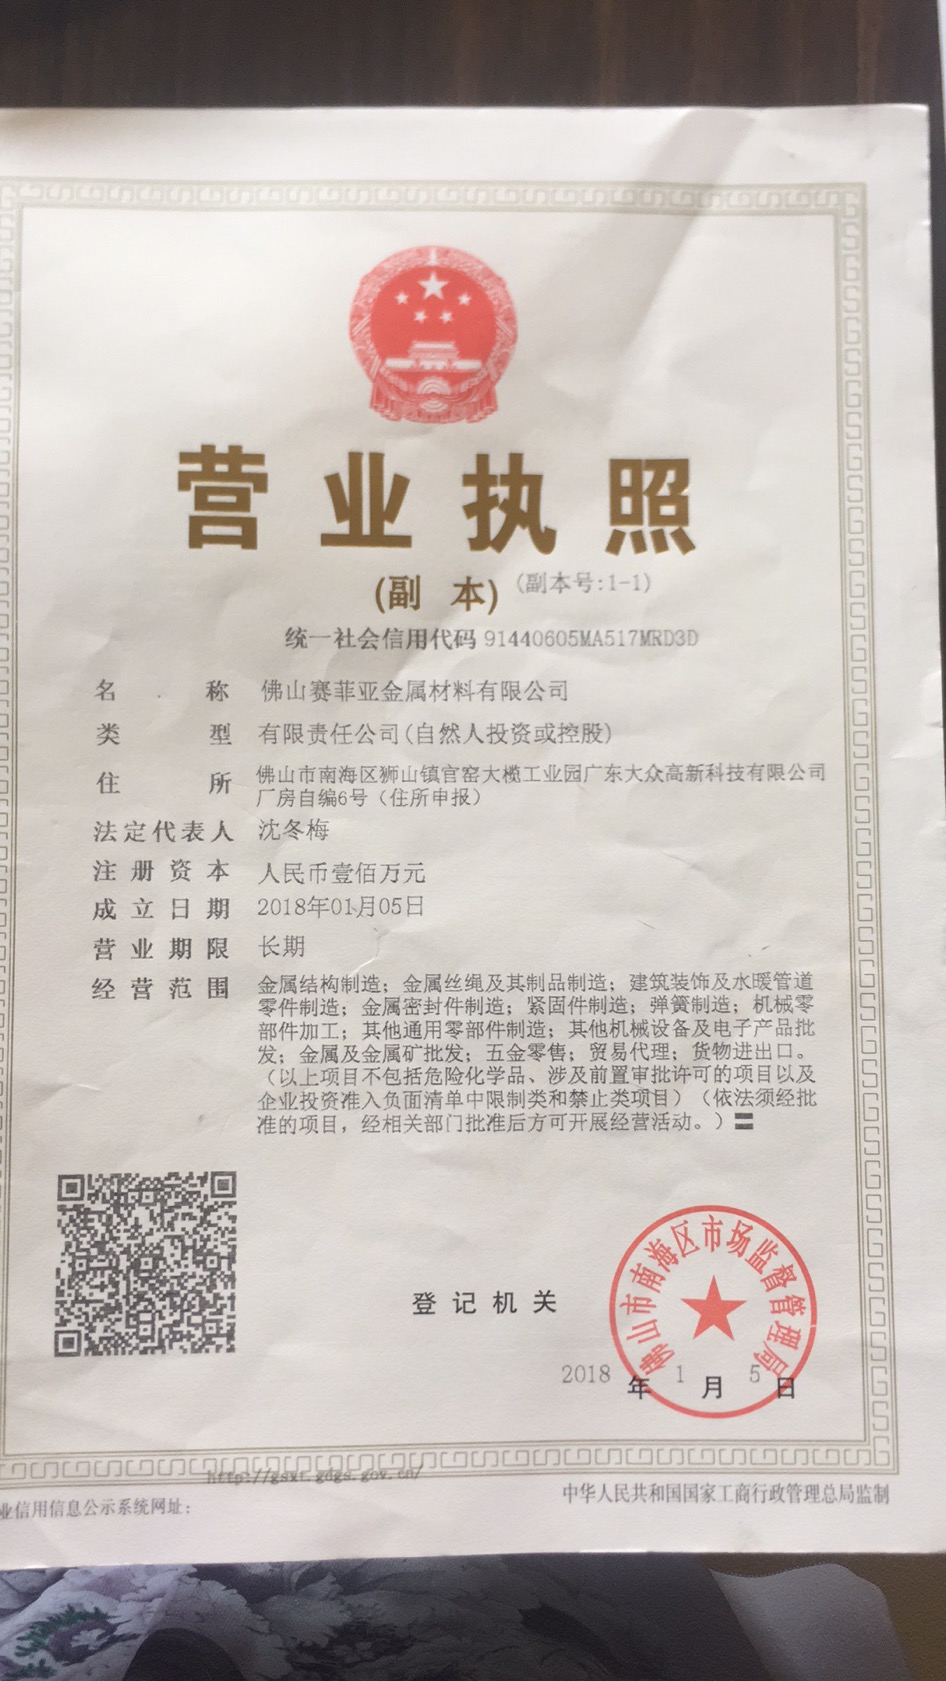 营业执照
(副 本) (副本号:1-1)
统一社会信用代码 91440605MA517MRD3D
名 称 佛山赛菲亚金属材料有限公司
类 型 有限责任公司(自然人投资或控股)
住 所 佛山市南海区狮山镇官窑大榄工业园广东大众高新科技有限公司
厂房自编6号（住所申报）
法定代表人 沈冬梅
注册资本 人民币壹佰万元
成立日期 2018年01月05日
营业期限 长期
经营范围 金属结构制造；金属丝绳及其制品制造；建筑装饰及水暖管道
零件制造；金属密封件制造；紧固件制造；弹簧制造；机械零
部件加工；其他通用零部件制造；其他机械设备及电子产品批
发；金属及金属矿批发；五金零售；贸易代理；货物进出口。
（以上项目不包括危险化学品、涉及前置审批许可的项目以及
企业投资准入负面清单中限制类和禁止类项目）（依法须经批
准的项目，经相关部门批准后方可开展经营活动。）〓
佛山市南海区市场监督管理局
登记机关
2018 年 1 月 5 日
http://gsxt.gdgs.gov.cn/
业信用信息公示系统网址：
中华人民共和国国家工商行政管理总局监制